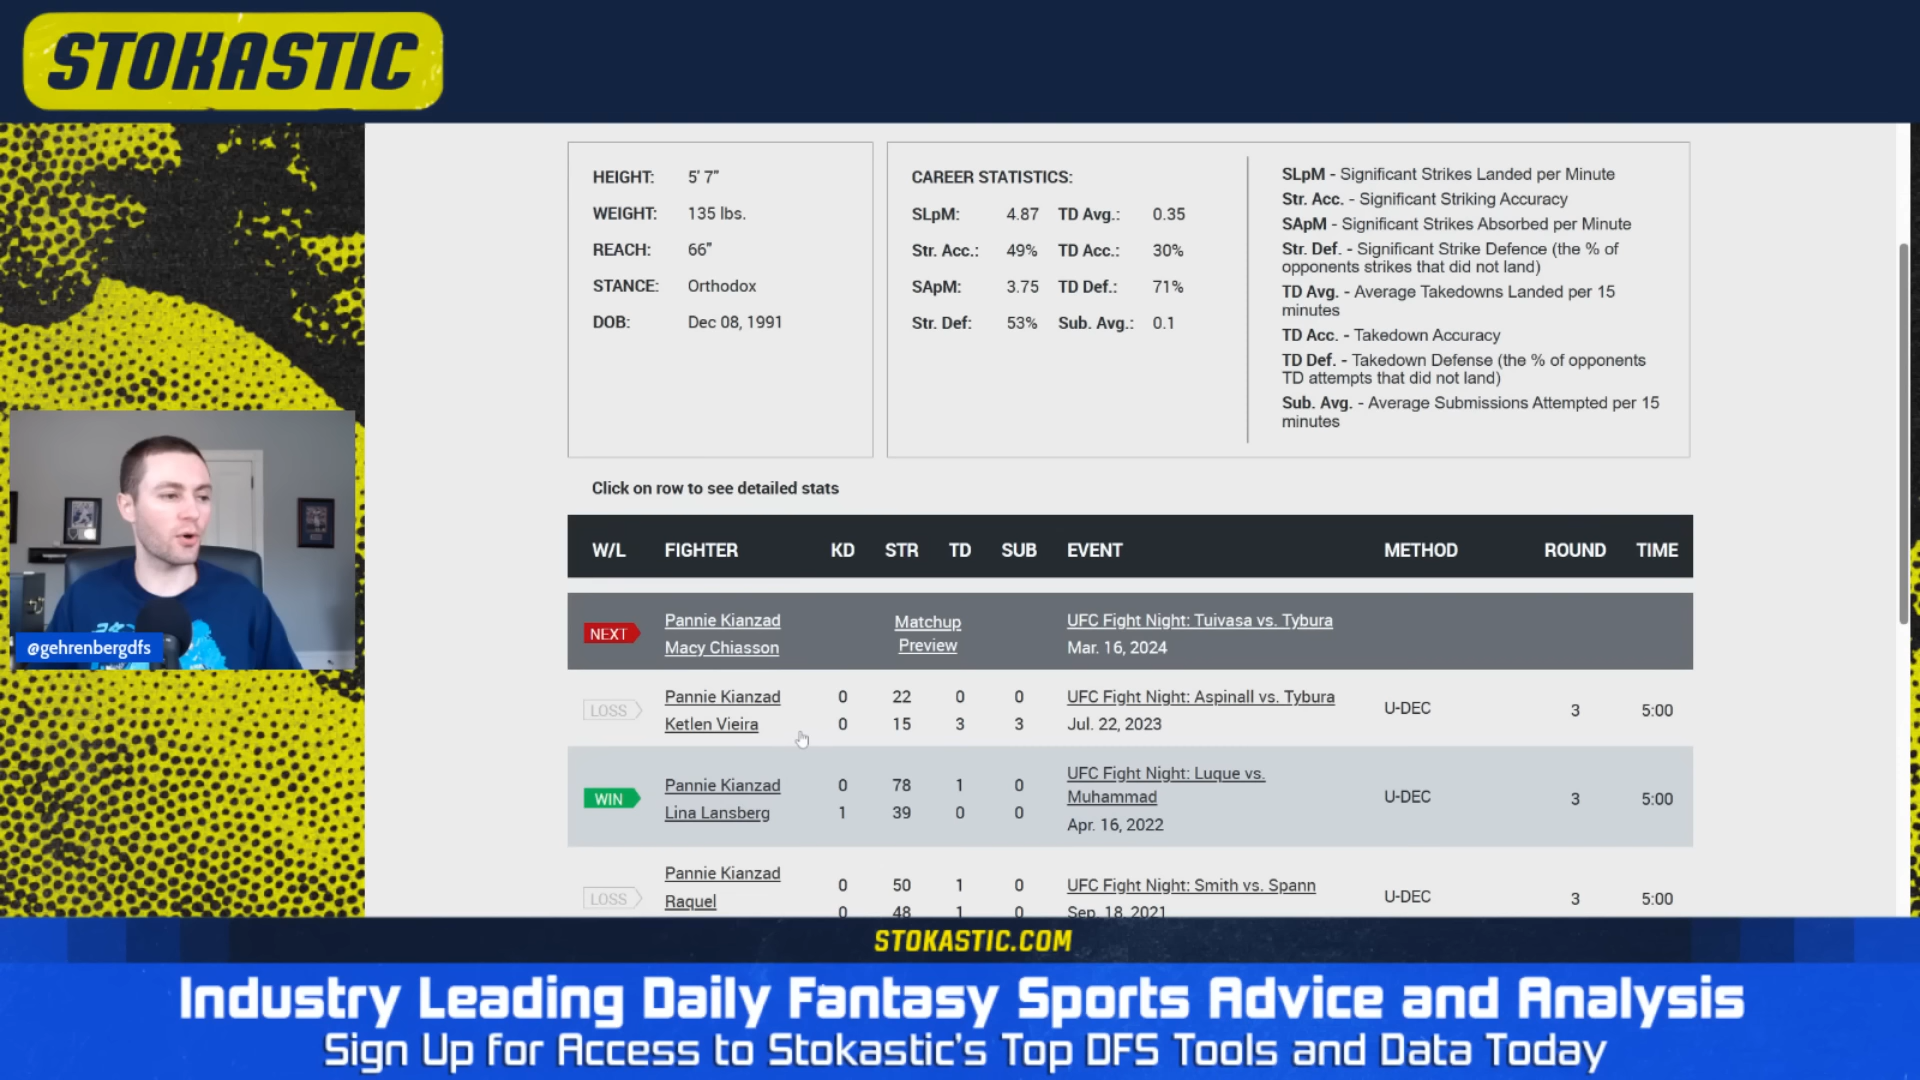 STOKASTIC
HEIGHT: 5' 7"
WEIGHT: 135 lbs.
REACH: 66"
STANCE: Orthodox
DOB: Dec 08, 1991
CAREER STATISTICS:
SLpM: 4.87 TD Avg.: 0.35
Str. Acc.: 49% TD Acc.: 30%
SApM: 3.75 TD Def.: 71%
Str. Def: 53% Sub. Avg.: 0.1
SLpM - Significant Strikes Landed per Minute
Str. Acc. - Significant Striking Accuracy
SApM - Significant Strikes Absorbed per Minute
Str. Def. - Significant Strike Defence (the % of
opponents strikes that did not land)
TD Avg. - Average Takedowns Landed per 15
minutes
TD Acc. - Takedown Accuracy
TD Def. - Takedown Defense (the % of opponents
TD attempts that did not land)
Sub. Avg. - Average Submissions Attempted per 15
minutes
Click on row to see detailed stats
W/L FIGHTER KD STR TD SUB EVENT METHOD ROUND TIME
NEXT
Pannie Kianzad
Macy Chiasson
Matchup
Preview
UFC Fight Night: Tuivasa vs. Tybura
Mar. 16, 2024
LOSS
Pannie Kianzad 0 22 0 0 UFC Fight Night: Aspinall vs. Tybura
Ketlen Vieira 0 15 3 3 Jul. 22, 2023
U-DEC 3 5:00
WIN
Pannie Kianzad 0 78 1 0
Lina Lansberg 1 39 0 0
UFC Fight Night: Luque vs.
Muhammad
Apr. 16, 2022
U-DEC 3 5:00
LOSS
Pannie Kianzad 0 50 1 0
Raquel 0 48 1 0
UFC Fight Night: Smith vs. Spann
Sep. 18, 2021
U-DEC 3 5:00
@gehrenbergdfs
STOKASTIC.COM
Industry Leading Daily Fantasy Sports Advice and Analysis
Sign Up for Access to Stokastic's Top DFS Tools and Data Today